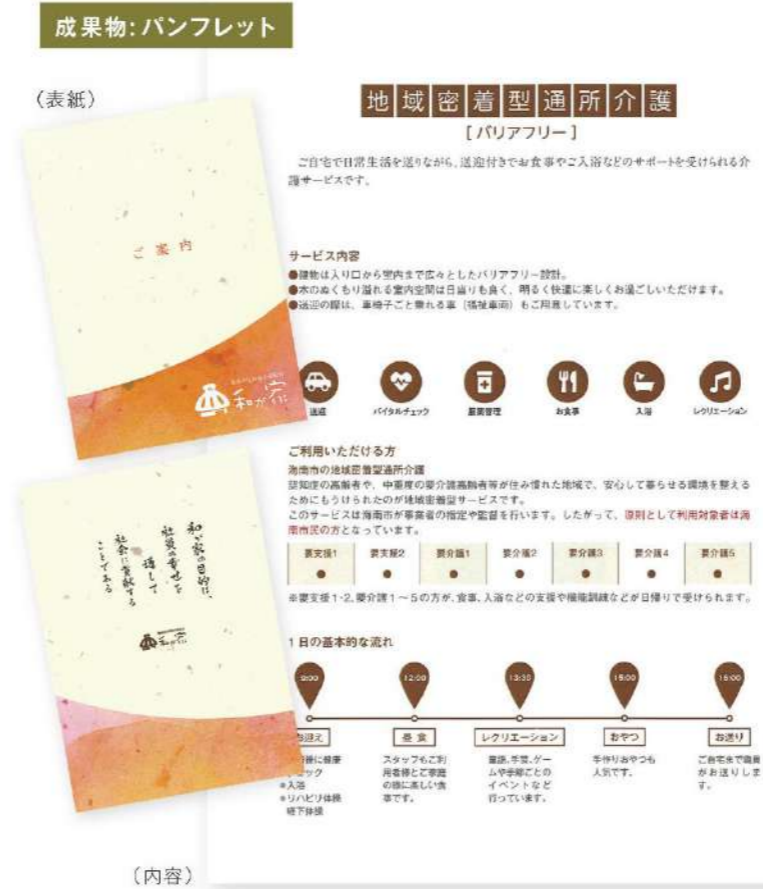 成果物:パンフレット
(表紙)
ご案内
和が家
和が家の目的は、
社員の幸せを
通して
社会に貢献する
ことである
和が家
(内容)
地域密着型通所介護
[バリアフリー]
ご自宅で日常生活を送りながら、送迎付きでお食事やご入浴などのサポートを受けられる介
護サービスです。
サービス内容
●建物は入り口から室内まで広々としたバリアフリー設計。
●木のぬくもり溢れる室内空間は日当りも良く、明るく快適に楽しくお過ごしいただけます。
●送迎の際は、車椅子ごと乗れる車(福祉車両)もご用意しています。
送迎
バイタルチェック
服薬管理
お食事
入浴
レクリエーション
ご利用いただける方
海南市の地域密着型通所介護
認知症の高齢者や、中重度の要介護高齢者等が住み慣れた地域で、安心して暮らせる環境を整える
ためにもうけられたのが地域密着型サービスです。
このサービスは海南市が事業者の指定や監督を行います。したがって、原則として利用対象者は海
南市民の方となっています。
要支援1 要支援2 要介護1 要介護2 要介護3 要介護4 要介護5
● ● ● ● ● ● ●
※要支援1·2、要介護1~5の方が、食事、入浴などの支援や機能訓練などが日帰りで受けられます。
1日の基本的な流れ
9:00 12:00 13:30 15:00 16:00
迎え
昼食
レクリエーション
おやつ
お送り
に健康
ック
※入浴
※リハビリ体操
嚥下体操
スタッフもご利
用者様とご家庭
の様に楽しい食
事です。
童謡、手芸、ゲー
ムや季節ごとの
イベントなど
行っています。
手作りおやつも
人気です。
ご自宅まで職員
がお送りしま
す。